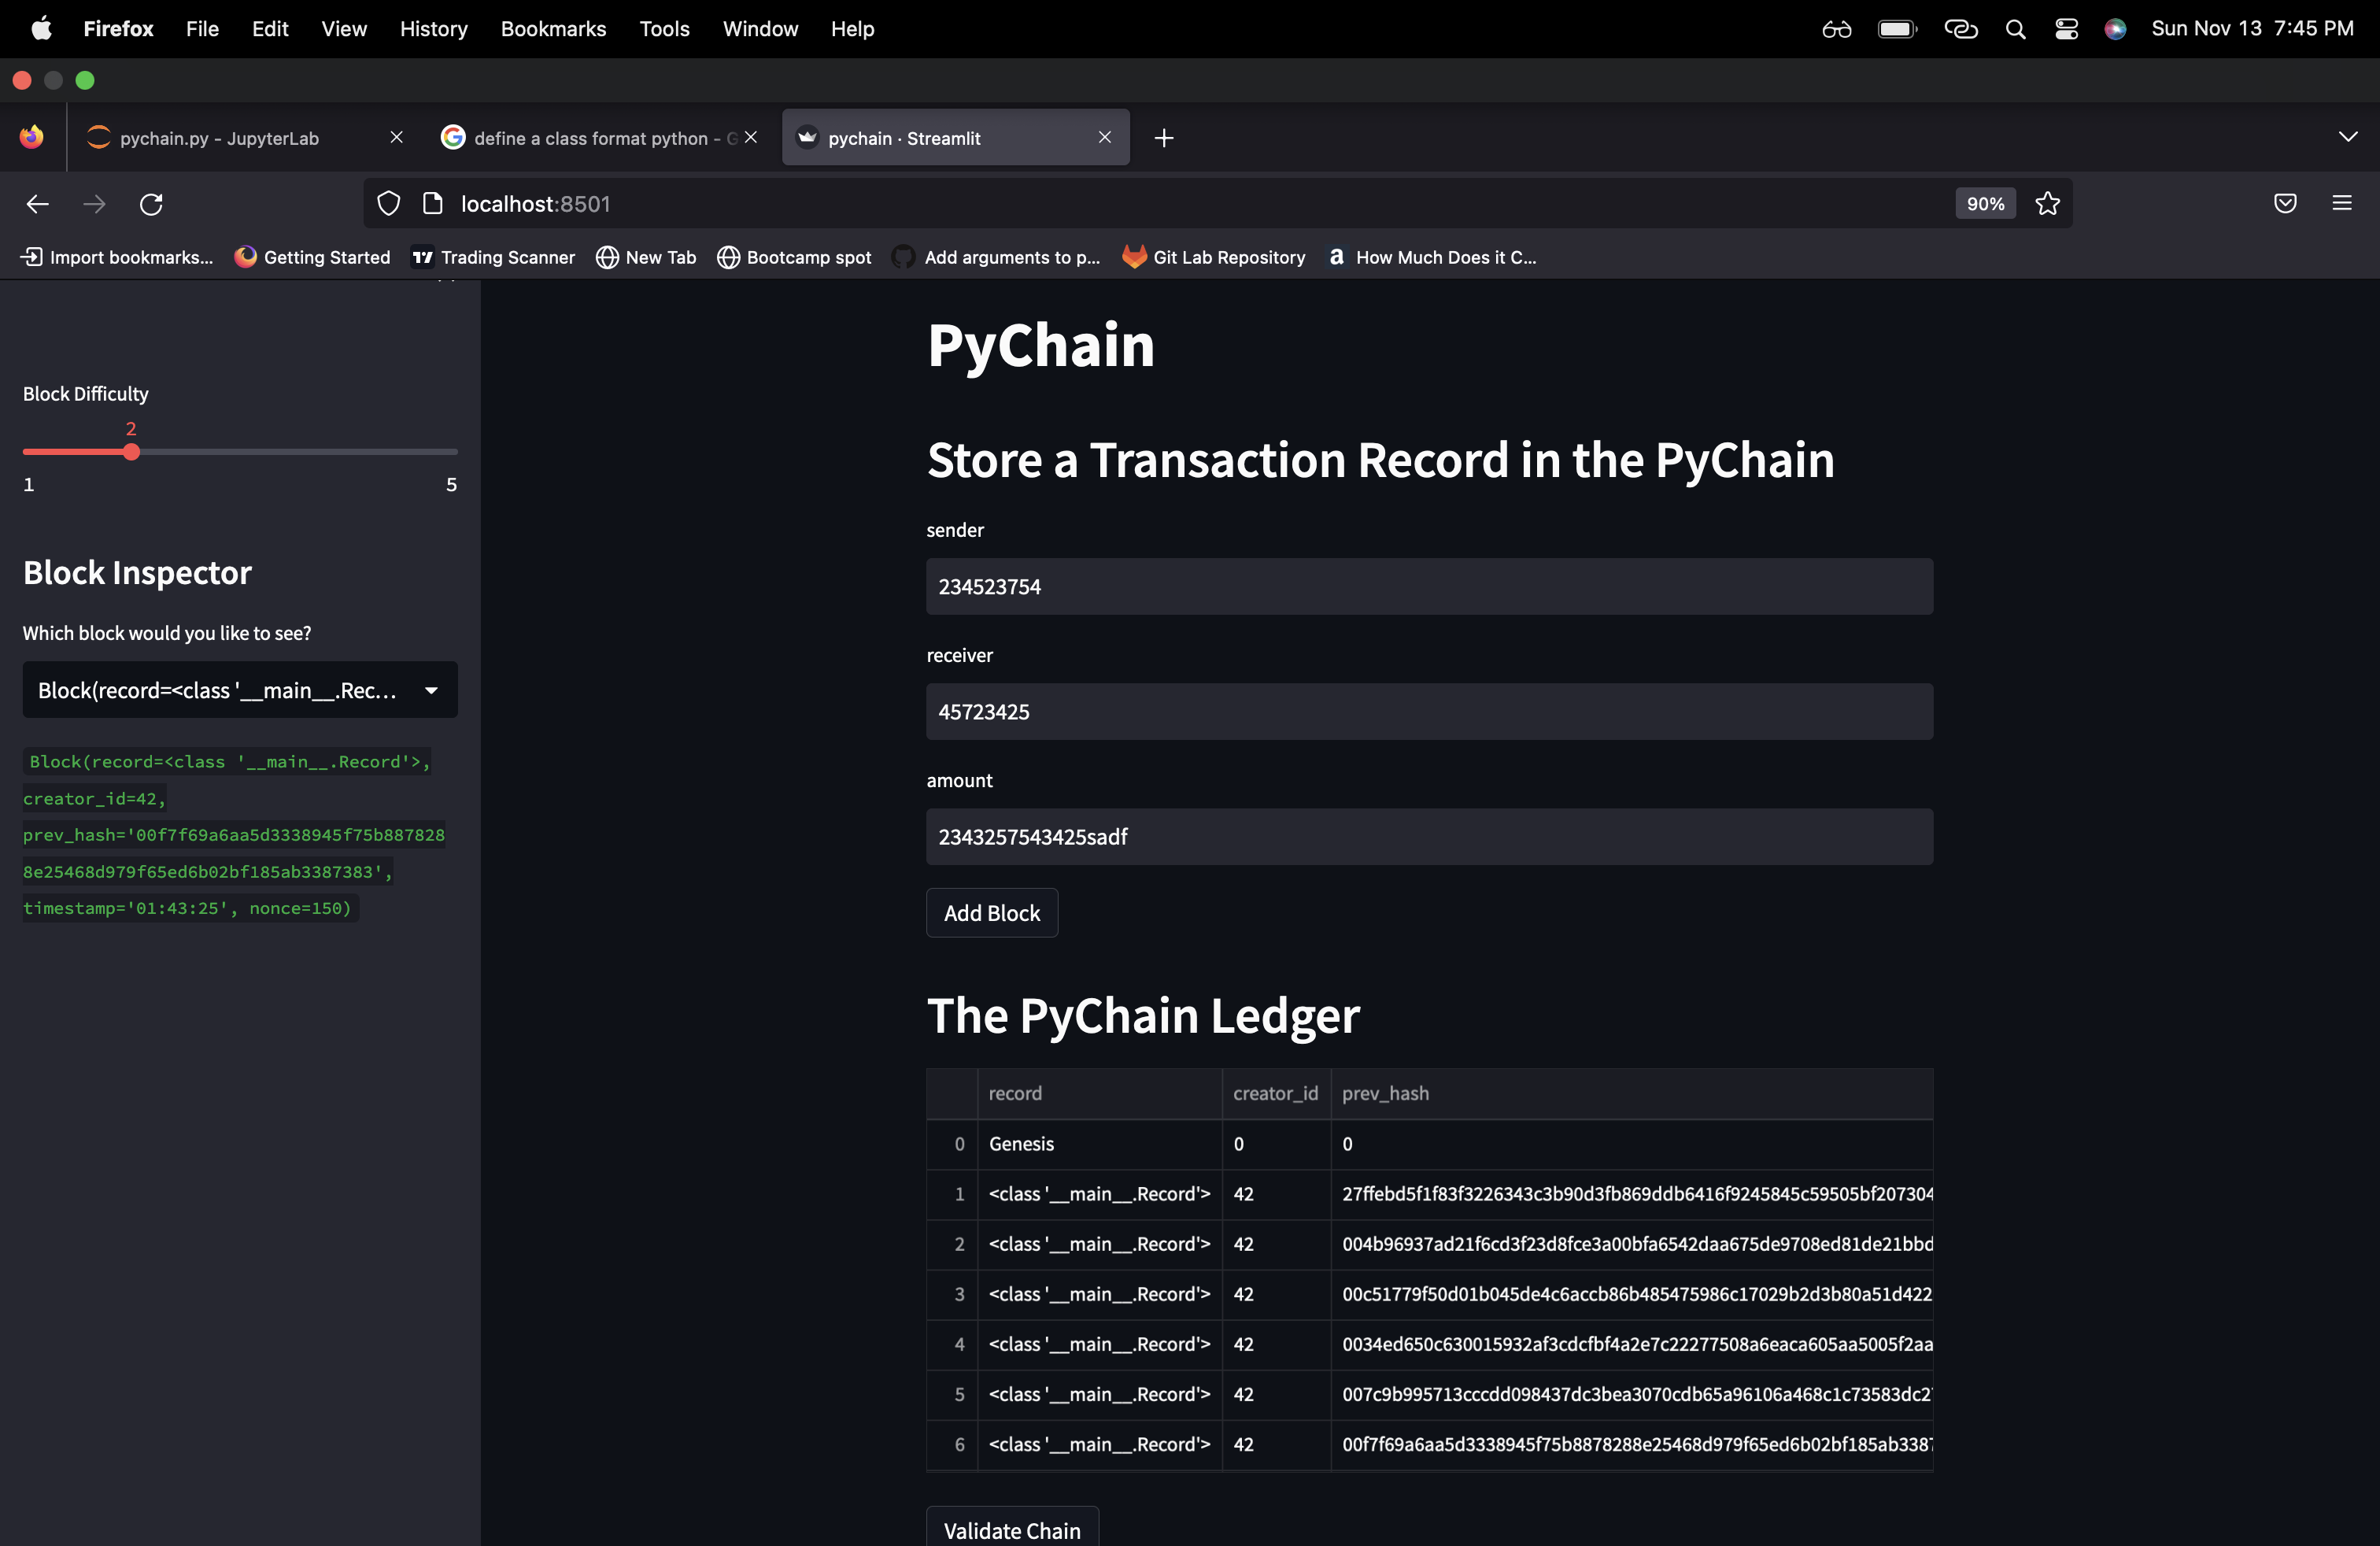 Firefox File Edit View History Bookmarks Tools Window Help Sun Nov 13 7:45 PM
pychain.py - JupyterLab define a class format python - G pychain · Streamlit
localhost:8501 90%
Import bookmarks... Getting Started Trading Scanner New Tab Bootcamp spot Add arguments to p... Git Lab Repository How Much Does it C...
Block Difficulty
2
1 5
Block Inspector
Which block would you like to see?
Block(record=<class '__main__.Rec...
Block(record=<class '__main__.Record'>,
creator_id=42,
prev_hash='00f7f69a6aa5d3338945f75b887828
8e25468d979f65ed6b02bf185ab3387383',
timestamp='01:43:25', nonce=150)
PyChain
Store a Transaction Record in the PyChain
sender
234523754
receiver
45723425
amount
2343257543425sadf
Add Block
The PyChain Ledger
record creator_id prev_hash
0 Genesis 0 0
1 <class '__main__.Record'> 42 27ffebd5f1f83f3226343c3b90d3fb869ddb6416f9245845c59505bf207304
2 <class '__main__.Record'> 42 004b96937ad21f6cd3f23d8fce3a00bfa6542daa675de9708ed81de21bbd
3 <class '__main__.Record'> 42 00c51779f50d01b045de4c6accb86b485475986c17029b2d3b80a51d422
4 <class '__main__.Record'> 42 0034ed650c630015932af3cdcfbf4a2e7c22277508a6eaca605aa5005f2aa
5 <class '__main__.Record'> 42 007c9b995713cccdd098437dc3bea3070cdb65a96106a468c1c73583dc2
6 <class '__main__.Record'> 42 00f7f69a6aa5d3338945f75b8878288e25468d979f65ed6b02bf185ab338
Validate Chain